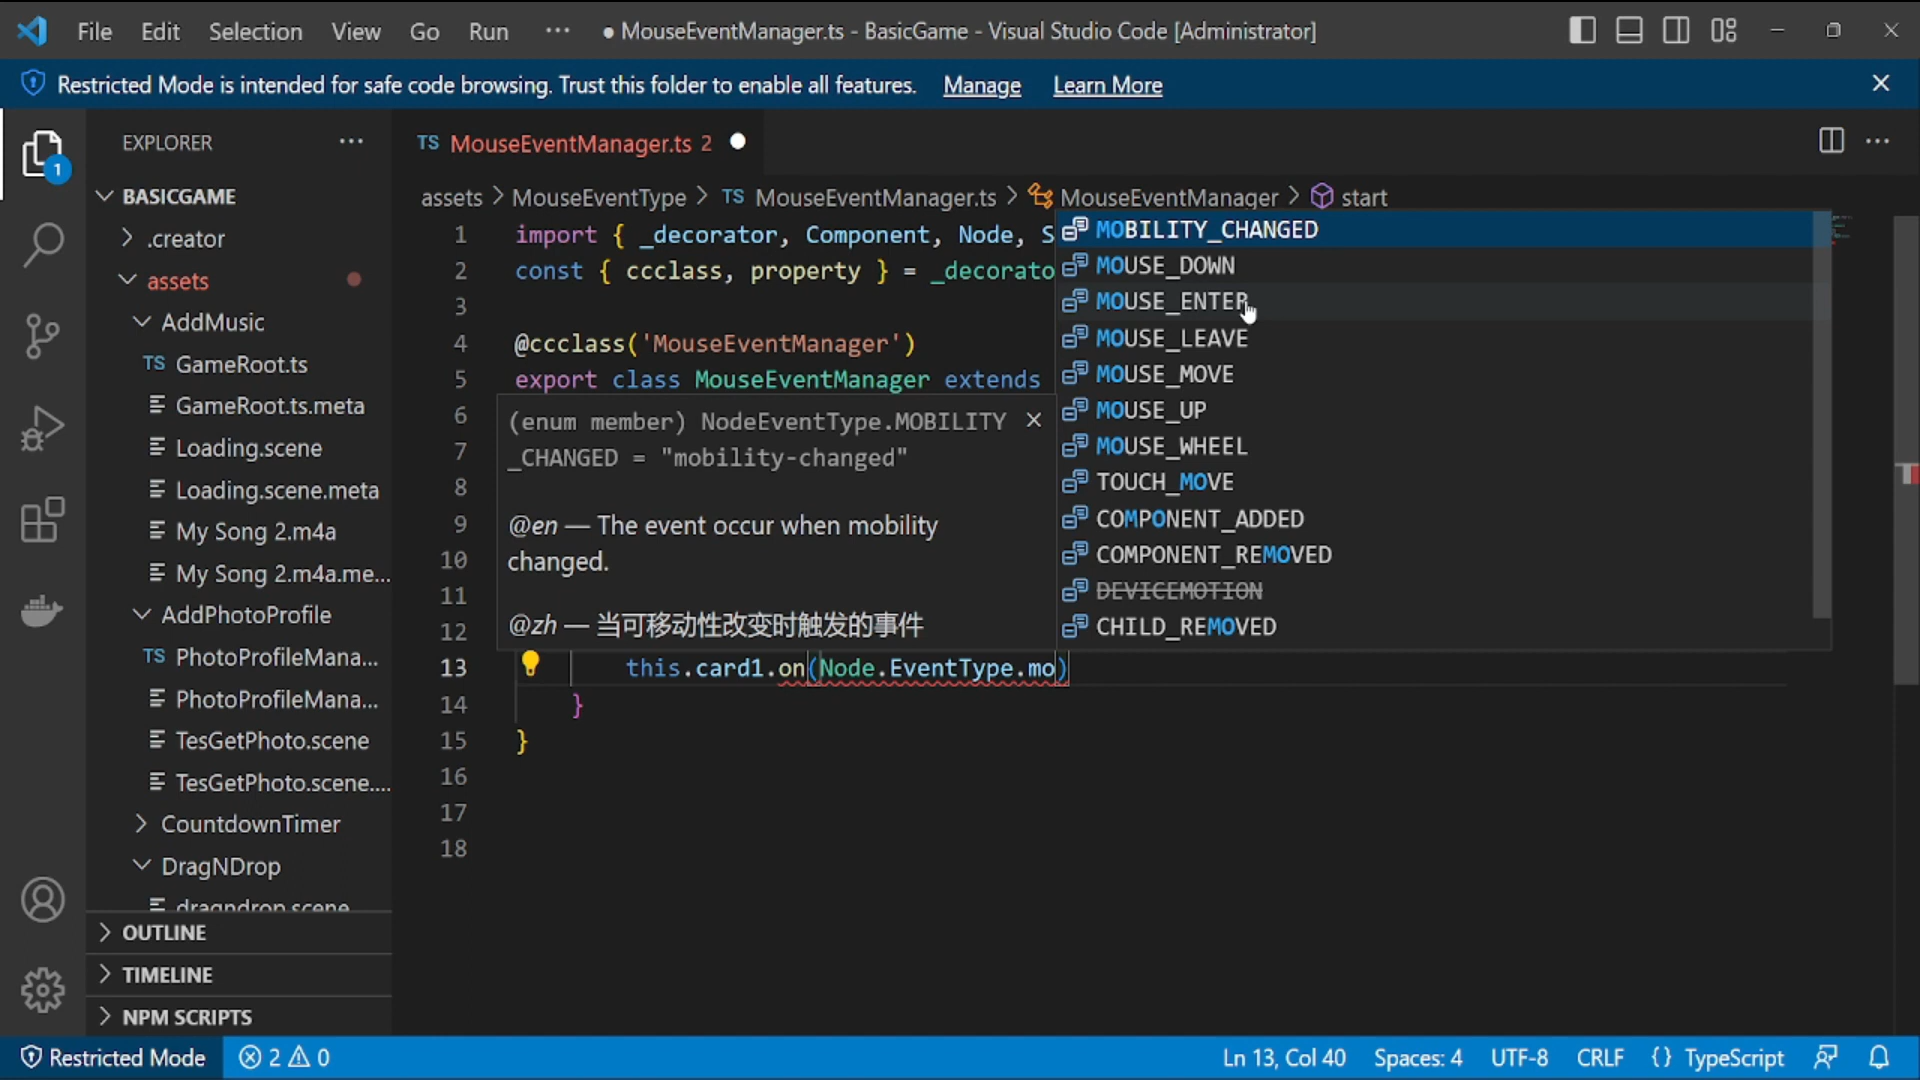 File Edit Selection View Go Run ··· ● MouseEventManager.ts - BasicGame - Visual Studio Code [Administrator]
Restricted Mode is intended for safe code browsing. Trust this folder to enable all features. Manage Learn More
1
EXPLORER ···
BASICGAME
.creator
assets
AddMusic
TS GameRoot.ts
GameRoot.ts.meta
Loading.scene
Loading.scene.meta
My Song 2.m4a
My Song 2.m4a.me...
AddPhotoProfile
TS PhotoProfileMana...
PhotoProfileMana...
TesGetPhoto.scene
TesGetPhoto.scene....
CountdownTimer
DragNDrop
dragndrop.scene
OUTLINE
TIMELINE
NPM SCRIPTS
TS MouseEventManager.ts 2 ●
assets > MouseEventType > TS MouseEventManager.ts > MouseEventManager > start
1 import { _decorator, Component, Node, S
2 const { ccclass, property } = _decorato
3
4 @ccclass('MouseEventManager')
5 export class MouseEventManager extends
6
7
8
9
10
11
12
13 this.card1.on(Node.EventType.mo)
14 }
15 }
16
17
18
(enum member) NodeEventType.MOBILITY
_CHANGED = "mobility-changed"
@en — The event occur when mobility
changed.
@zh — 当可移动性改变时触发的事件
MOBILITY_CHANGED
MOUSE_DOWN
MOUSE_ENTER
MOUSE_LEAVE
MOUSE_MOVE
MOUSE_UP
MOUSE_WHEEL
TOUCH_MOVE
COMPONENT_ADDED
COMPONENT_REMOVED
DEVICEMOTION
CHILD_REMOVED
Restricted Mode 2 0 Ln 13, Col 40 Spaces: 4 UTF-8 CRLF {} TypeScript